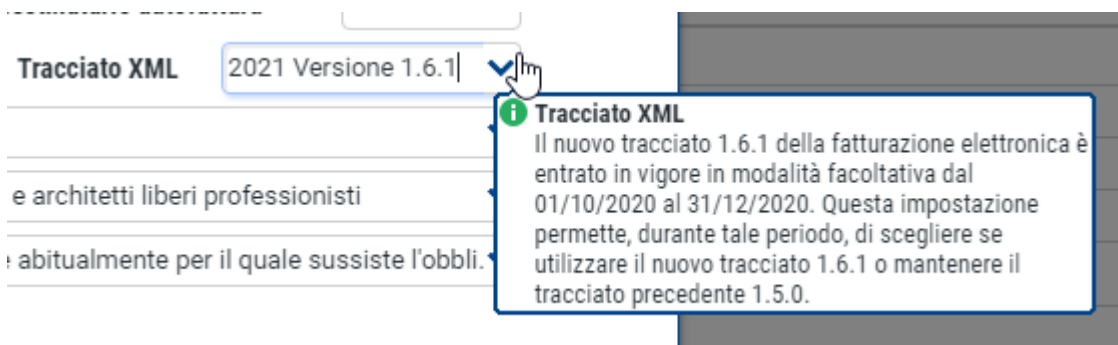 Tracciato XML
2021 Versione 1.6.1
Tracciato XML
Il nuovo tracciato 1.6.1 della fatturazione elettronica è
entrato in vigore in modalità facoltativa dal
01/10/2020 al 31/12/2020. Questa impostazione
permette, durante tale periodo, di scegliere se
utilizzare il nuovo tracciato 1.6.1 o mantenere il
tracciato precedente 1.5.0.
e architetti liberi professionisti
abitualmente per il quale sussiste l'obbli.